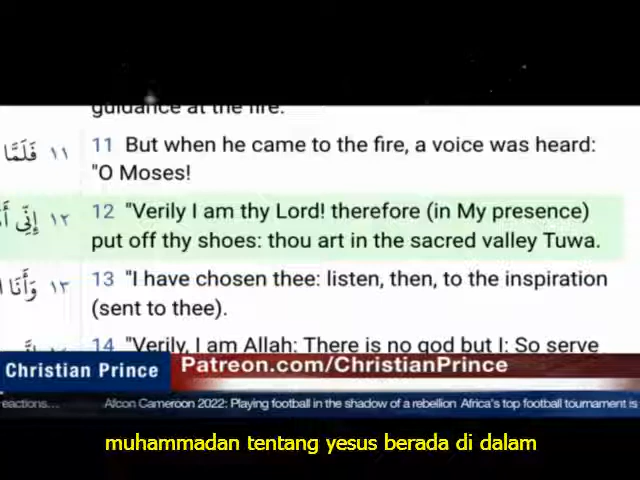 guidance at the fire.
فَلَمَّا ١١ 11 But when he came to the fire, a voice was heard:
"O Moses!
إِنِّي ١٢ 12 "Verily I am thy Lord! therefore (in My presence)
put off thy shoes: thou art in the sacred valley Tuwa.
وَأَنَا ١٣ 13 "I have chosen thee: listen, then, to the inspiration
(sent to thee).
14 "Verily, I am Allah: There is no god but I: So serve
Christian Prince
Patreon.com/ChristianPrince
eactions... Afcon Cameroon 2022: Playing football in the shadow of a rebellion Africa's top football tournament is
muhammadan tentang yesus berada di dalam